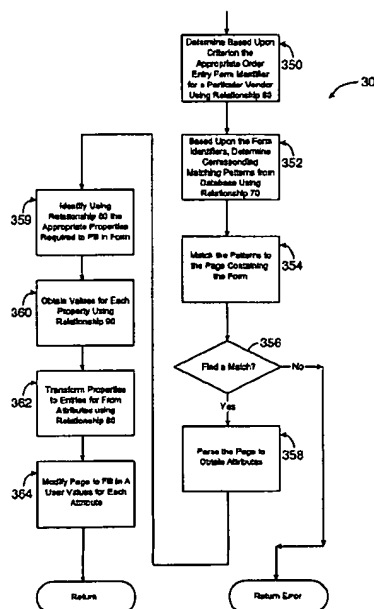 Determine Based Upon
Criterion the
Appropriate Order
Entry Form Identifier
for a Particular Vendor
Using Relationship 60
350
30
Based Upon the Form
Identifiers, Determine
Corresponding
Matching Patterns from
Database Using
Relationship 70
352
Match the Patterns to
the Page Containing
the Form
354
Find a Match?
356
No
Yes
Parse the Page to
Obtain Attributes
358
Identify Using
Relationship 80 the
Appropriate Properties
Required to Fill in Form
359
Obtain Values for Each
Property Using
Relationship 90
360
Transform Properties
to Entries for From
Attributes using
Relationship 80
362
Modify Page to Fill in A
User Values for Each
Attribute
364
Return
Return Error